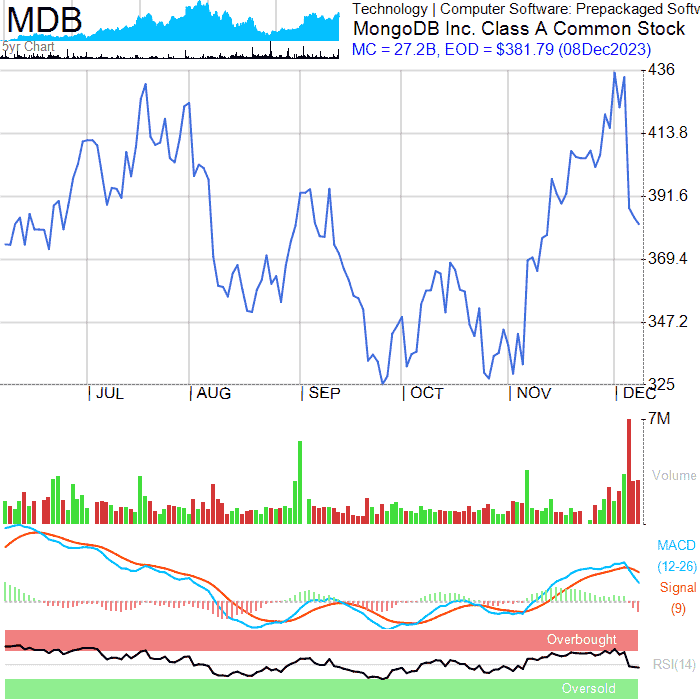 MDB
5yr Chart
Technology | Computer Software: Prepackaged Softw
MongoDB Inc. Class A Common Stock
MC = 27.2B, EOD = $381.79 (08Dec2023)
436
413.8
391.6
369.4
347.2
325
JUL AUG SEP OCT NOV DEC
7M
Volume
MACD
(12-26)
Signal
(9)
Overbought
RSI(14)
Oversold